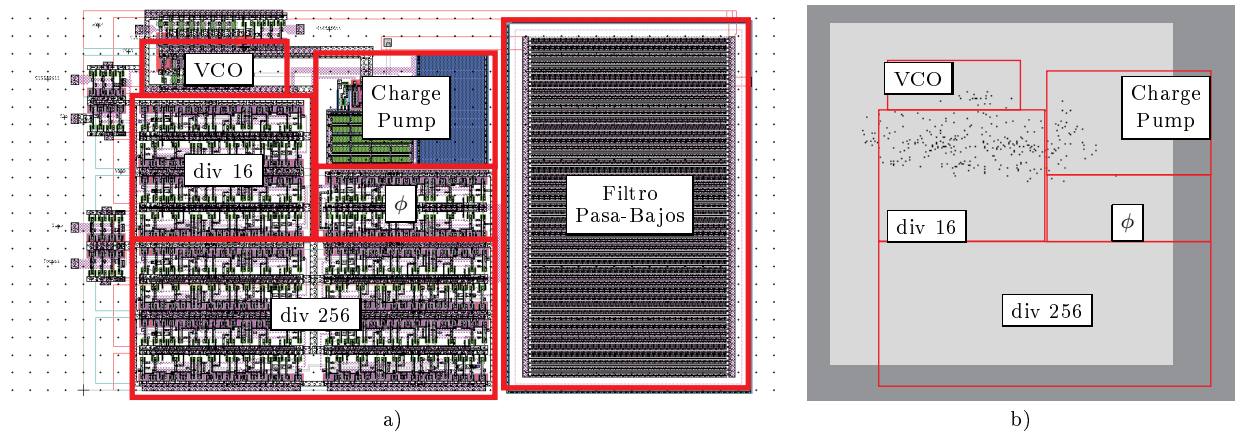 VCO
Charge
Pump
div 16
ϕ
div 256
Filtro
Pasa-Bajos
a)
VCO
Charge
Pump
div 16
ϕ
div 256
b)